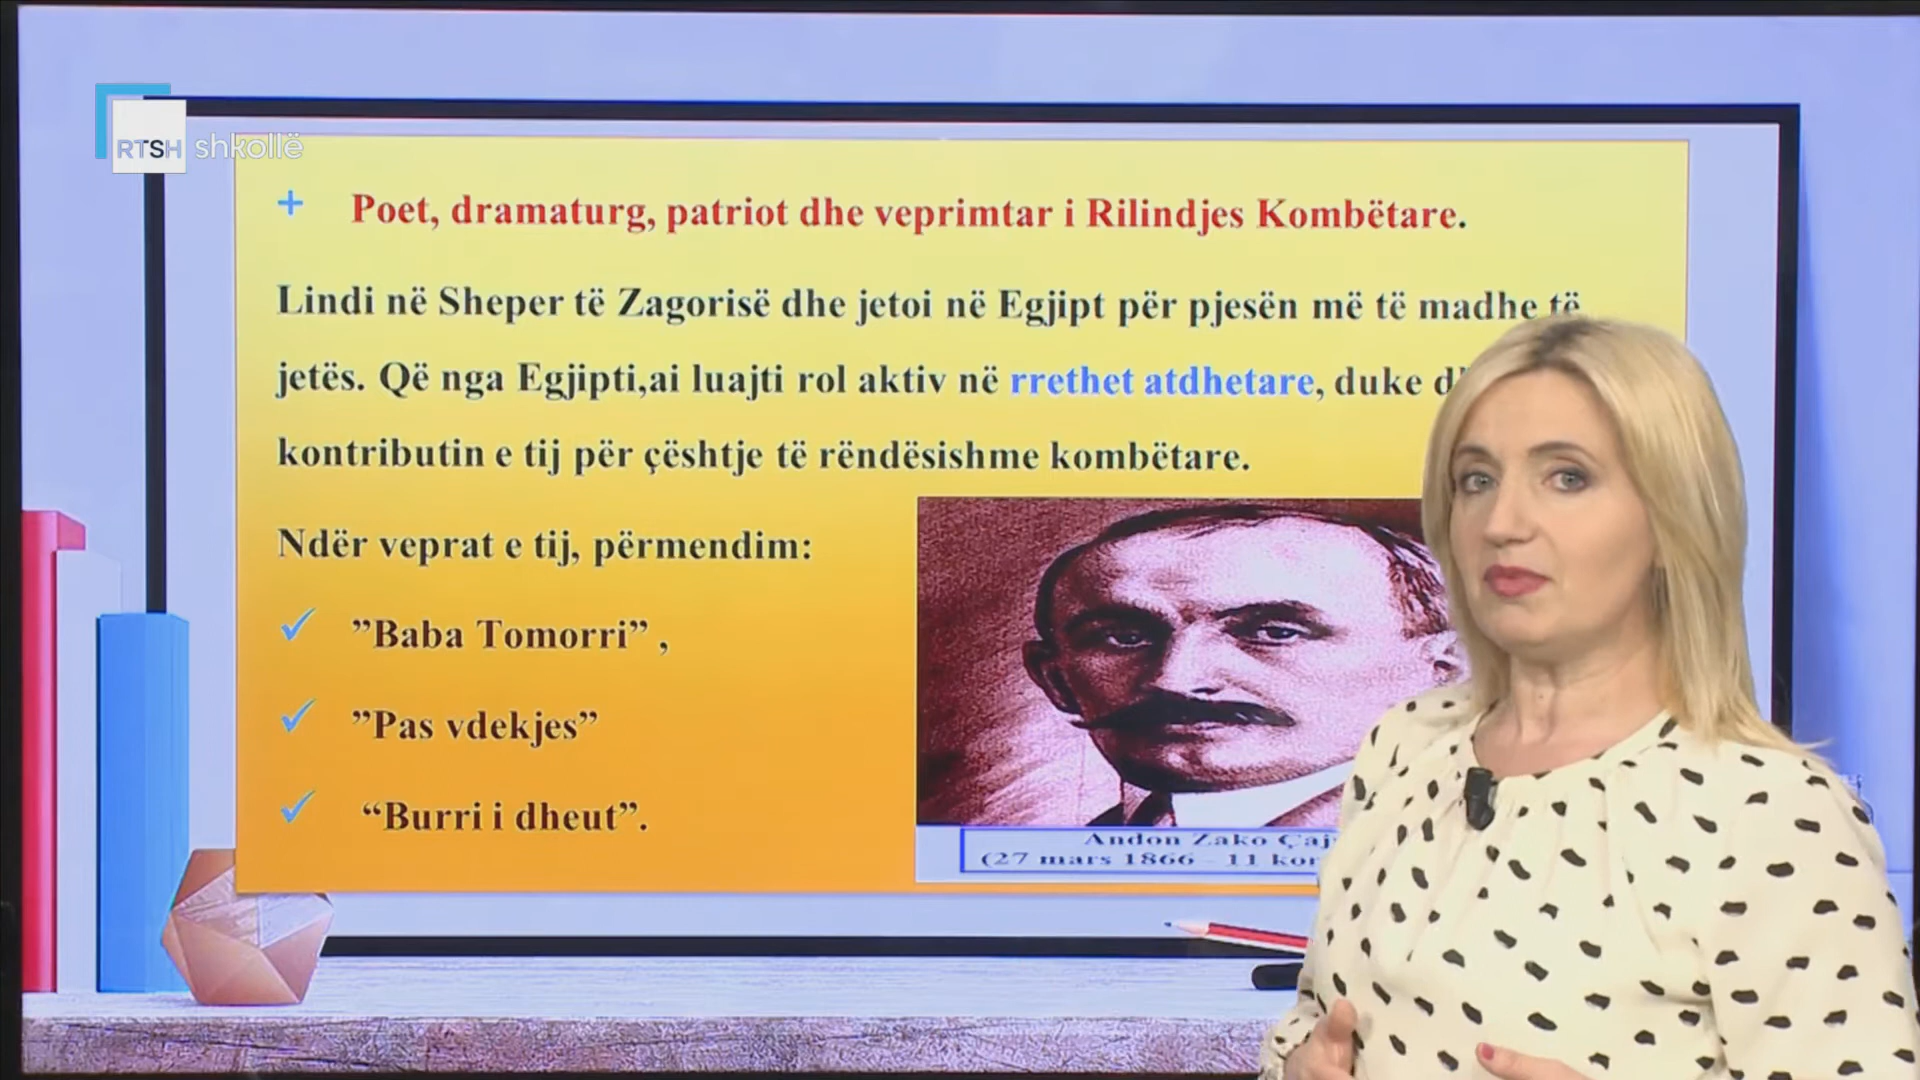 RTSH shkollë
+ Poet, dramaturg, patriot dhe veprimtar i Rilindjes Kombëtare.
Lindi në Sheper të Zagorisë dhe jetoi në Egjipt për pjesën më të madhe të
jetës. Që nga Egjipti,ai luajti rol aktiv në rrethet atdhetare, duke
kontributin e tij për çështje të rëndësishme kombëtare.
Ndër veprat e tij, përmendim:
✓ ”Baba Tomorri” ,
✓ ”Pas vdekjes”
✓ “Burri i dheut”.
Andon Zako
(27 mars 1866 - 11